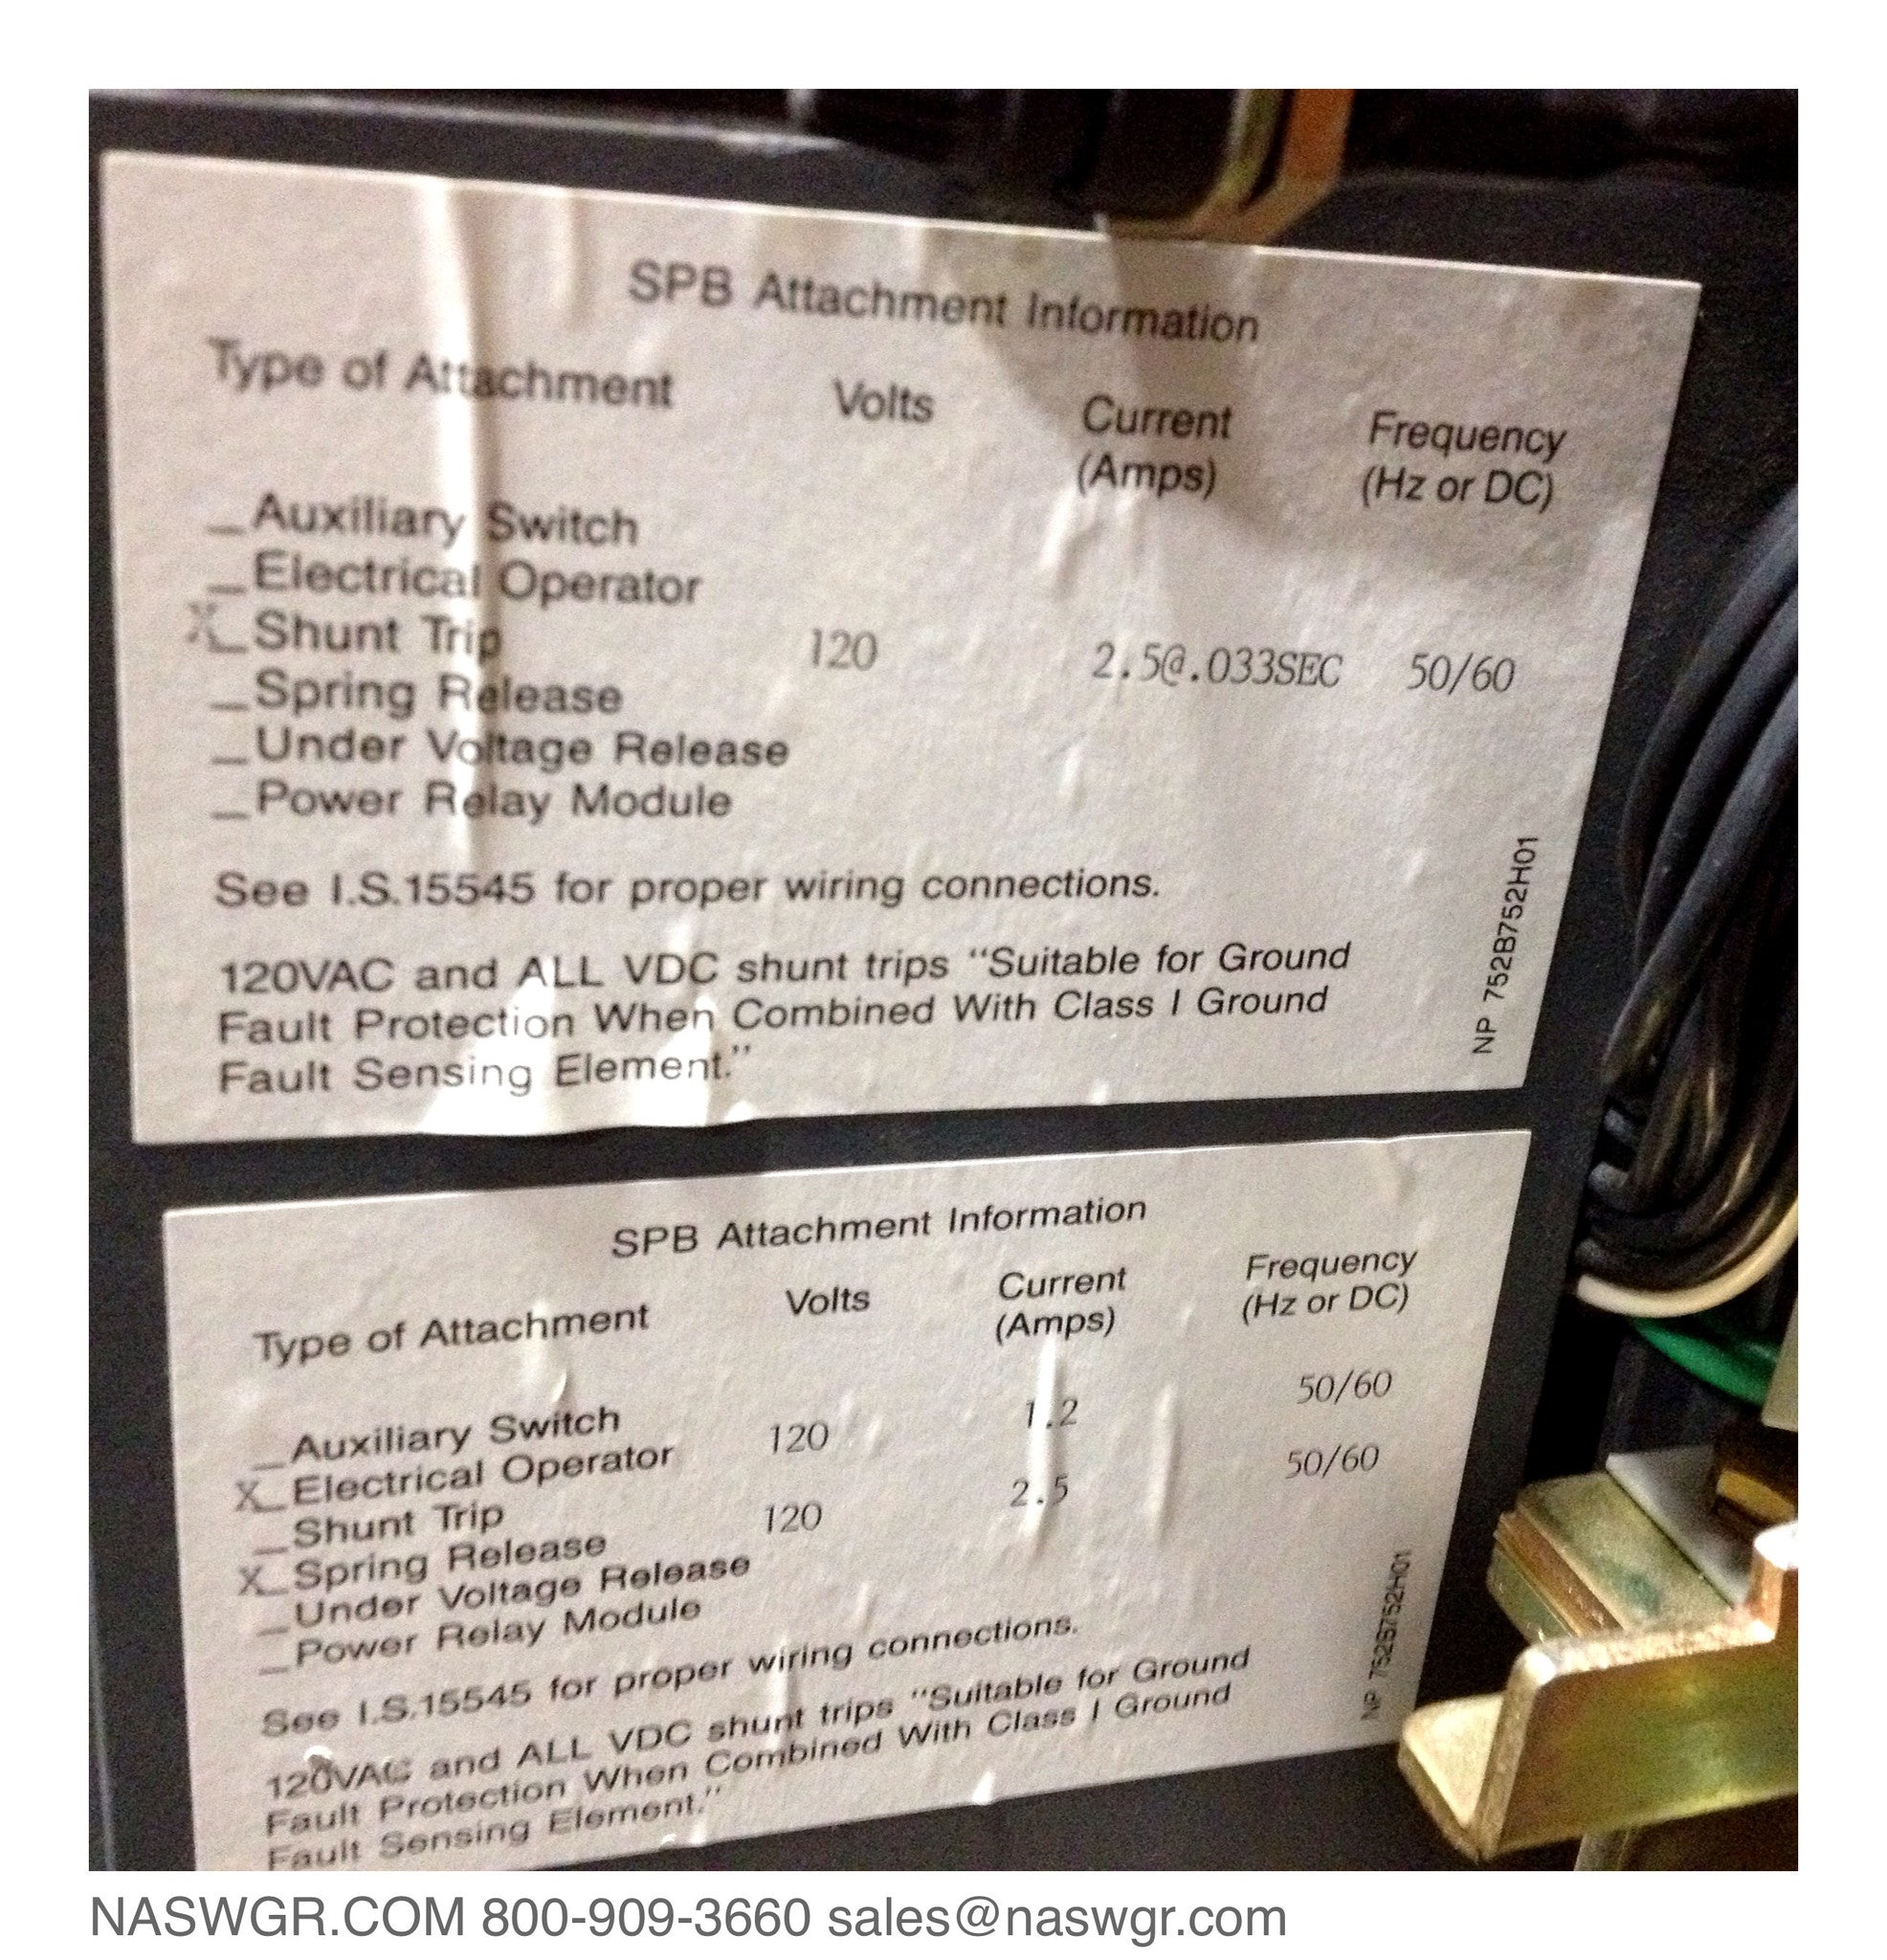 SPB Attachment Information
Type of Attachment Volts Current (Amps) Frequency (Hz or DC)
_Auxiliary Switch
_Electrical Operator
X_Shunt Trip 120 2.5@.033SEC 50/60
_Spring Release
_Under Voltage Release
_Power Relay Module
See I.S.15545 for proper wiring connections.
120VAC and ALL VDC shunt trips “Suitable for Ground
Fault Protection When Combined With Class I Ground
Fault Sensing Element.”
NP 752B752H01
SPB Attachment Information
Type of Attachment Volts Current (Amps) Frequency (Hz or DC)
_Auxiliary Switch
X_Electrical Operator 120 1.2 50/60
_Shunt Trip
X_Spring Release 120 2.5 50/60
_Under Voltage Release
_Power Relay Module
See I.S.15545 for proper wiring connections.
120VAC and ALL VDC shunt trips “Suitable for Ground
Fault Protection When Combined With Class I Ground
Fault Sensing Element.”
NP 752B752H01
NASWGR.COM 800-909-3660 sales@naswgr.com